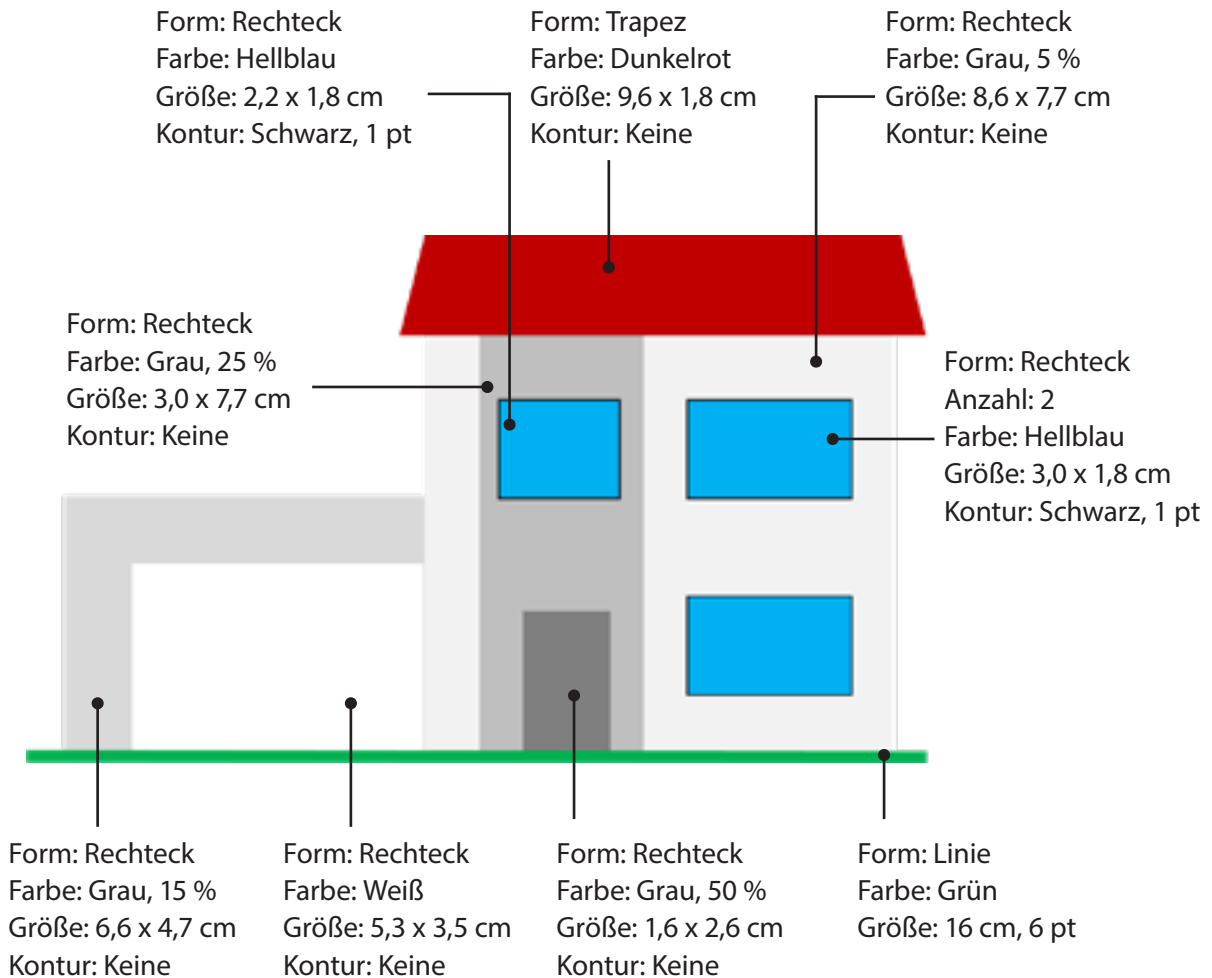 Form: Rechteck
Farbe: Hellblau
Größe: 2,2 x 1,8 cm
Kontur: Schwarz, 1 pt
Form: Trapez
Farbe: Dunkelrot
Größe: 9,6 x 1,8 cm
Kontur: Keine
Form: Rechteck
Farbe: Grau, 5 %
Größe: 8,6 x 7,7 cm
Kontur: Keine
Form: Rechteck
Farbe: Grau, 25 %
Größe: 3,0 x 7,7 cm
Kontur: Keine
Form: Rechteck
Anzahl: 2
Farbe: Hellblau
Größe: 3,0 x 1,8 cm
Kontur: Schwarz, 1 pt
Form: Rechteck
Farbe: Grau, 15 %
Größe: 6,6 x 4,7 cm
Kontur: Keine
Form: Rechteck
Farbe: Weiß
Größe: 5,3 x 3,5 cm
Kontur: Keine
Form: Rechteck
Farbe: Grau, 50 %
Größe: 1,6 x 2,6 cm
Kontur: Keine
Form: Linie
Farbe: Grün
Größe: 16 cm, 6 pt